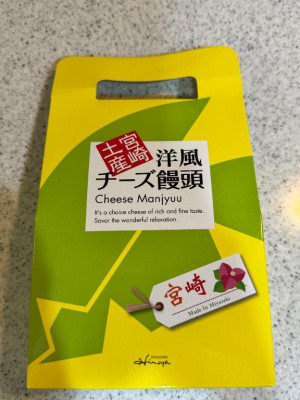 宮崎
土産
洋風
チーズ饅頭
Cheese Manjyuu
It's a choice cheese of rich and fine taste.
Savor the wonderful relaxation.
宮崎
Made In Miyazaki
Hinaya